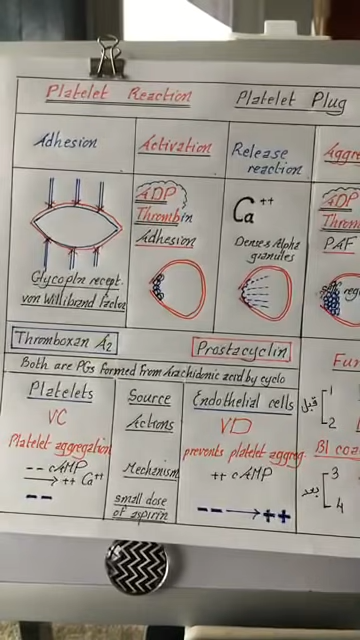 Platelet Reaction
Platelet Plug
Adhesion
Activation
Release
reaction
Aggre
ADP
Thrombin
Adhesion
Ca++
Dense & Alpha
granules
ADP
Throm
PAF
Glycoptn recept.
von Willibrand factor
Thromboxan A2
Prostacyclin
Both are PGs Formed From Arachidonic acid by cyclo
Platelets
Source
Endothelial cells
VC
Actions
VD
Platelet aggregation
prevents platelet aggreg
-- cAMP
Mechanism
++ cAMP
→ ++ Ca++
--
small dose
of aspirin
-- → ++
Fun
قبل
1
2
Bl coa
بعد
3
4